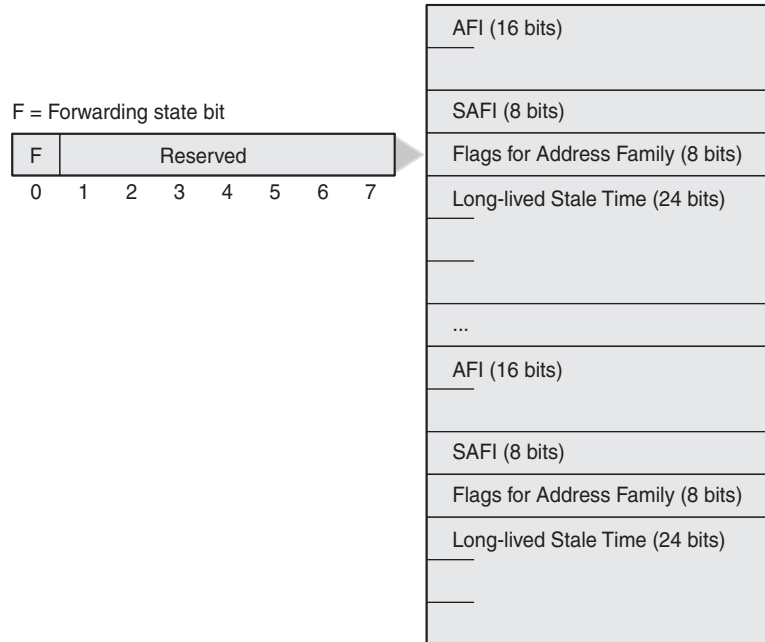 F = Forwarding state bit
F Reserved
0 1 2 3 4 5 6 7
AFI (16 bits)
SAFI (8 bits)
Flags for Address Family (8 bits)
Long-lived Stale Time (24 bits)
...
AFI (16 bits)
SAFI (8 bits)
Flags for Address Family (8 bits)
Long-lived Stale Time (24 bits)